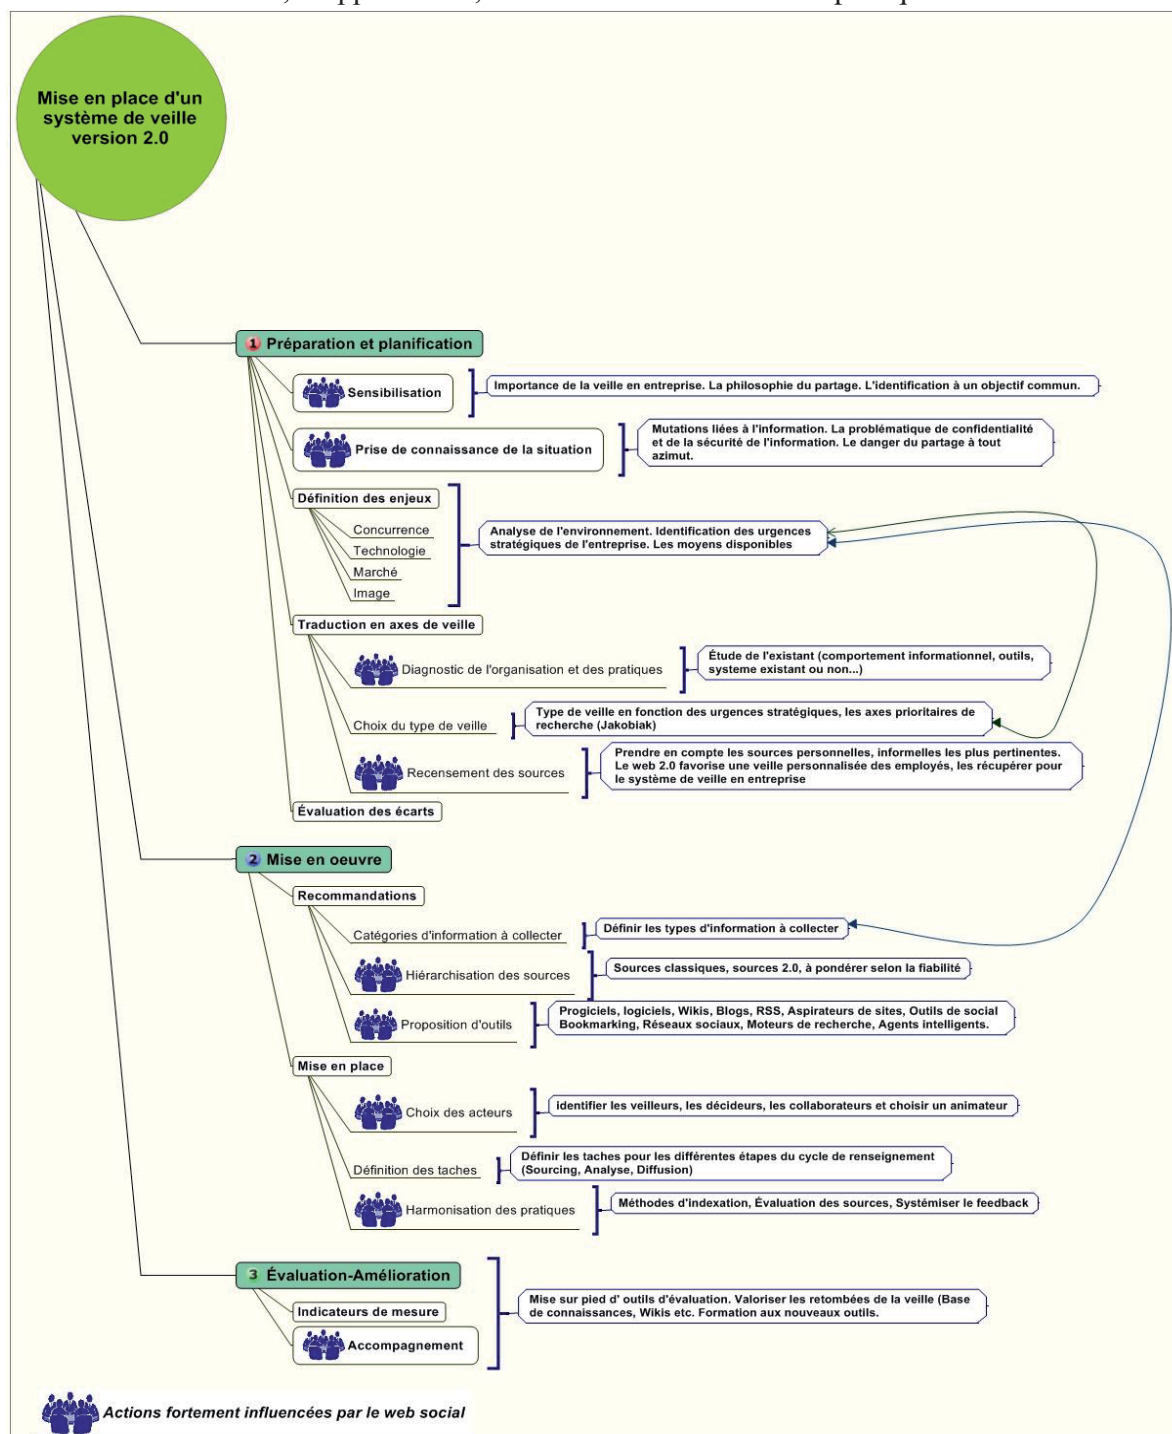 Mise en place d'un
système de veille
version 2.0
1 Préparation et planification
Sensibilisation
Importance de la veille en entreprise. La philosophie du partage. L'identification à un objectif commun.
Prise de connaissance de la situation
Mutations liées à l'information. La problématique de confidentialité
et de la sécurité de l'information. Le danger du partage à tout
azimut.
Définition des enjeux
Concurrence
Technologie
Marché
Image
Analyse de l'environnement. Identification des urgences
stratégiques de l'entreprise. Les moyens disponibles
Traduction en axes de veille
Diagnostic de l'organisation et des pratiques
Étude de l'existant (comportement informationnel, outils,
systeme existant ou non...)
Choix du type de veille
Type de veille en fonction des urgences stratégiques, les axes prioritaires de
recherche (Jakobiak)
Recensement des sources
Prendre en compte les sources personnelles, informelles les plus pertinentes.
Le web 2.0 favorise une veille personnalisée des employés, les récupérer pour
le système de veille en entreprise
Évaluation des écarts
2 Mise en oeuvre
Recommandations
Catégories d'information à collecter
Définir les types d'information à collecter
Hiérarchisation des sources
Sources classiques, sources 2.0, à pondérer selon la fiabilité
Proposition d'outils
Progiciels, logiciels, Wikis, Blogs, RSS, Aspirateurs de sites, Outils de social
Bookmarking, Réseaux sociaux, Moteurs de recherche, Agents intelligents.
Mise en place
Choix des acteurs
identifier les veilleurs, les décideurs, les collaborateurs et choisir un animateur
Définition des taches
Définir les taches pour les différentes étapes du cycle de renseignement
(Sourcing, Analyse, Diffusion)
Harmonisation des pratiques
Méthodes d'indexation, Évaluation des sources, Systémiser le feedback
3 Évaluation-Amélioration
Indicateurs de mesure
Accompagnement
Mise sur pied d' outils d'évaluation. Valoriser les retombées de la veille (Base
de connaissances, Wikis etc. Formation aux nouveaux outils.
Actions fortement influencées par le web social